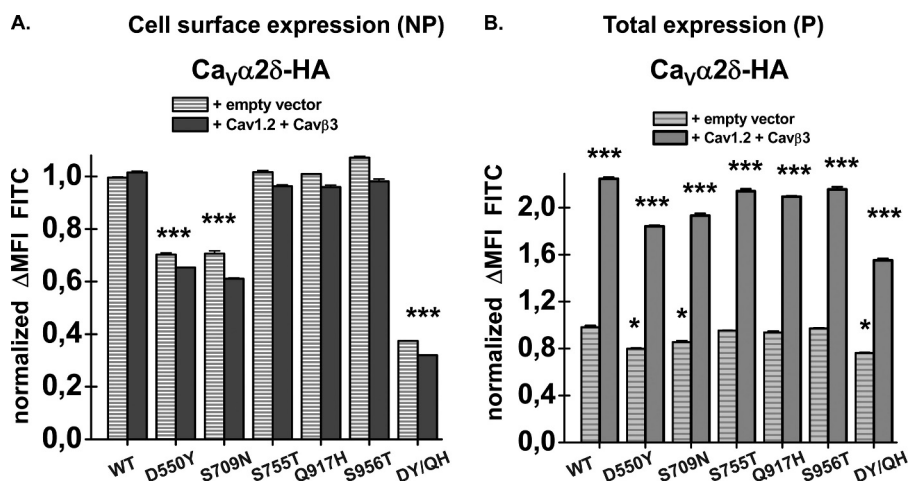 A. Cell surface expression (NP)
CaVα2δ-HA
+ empty vector
+ Cav1.2 + Cavβ3
normalized ΔMFI FITC
1,0
0,8
0,6
0,4
0,2
0,0
***
***
***
WT
D550Y
S709N
S755T
Q917H
S956T
DY/QH
B. Total expression (P)
CaVα2δ-HA
+ empty vector
+ Cav1.2 + Cavβ3
normalized ΔMFI FITC
2,0
1,6
1,2
0,8
0,4
0,0
***
***
***
***
***
***
***
*
*
*
WT
D550Y
S709N
S755T
Q917H
S956T
DY/QH